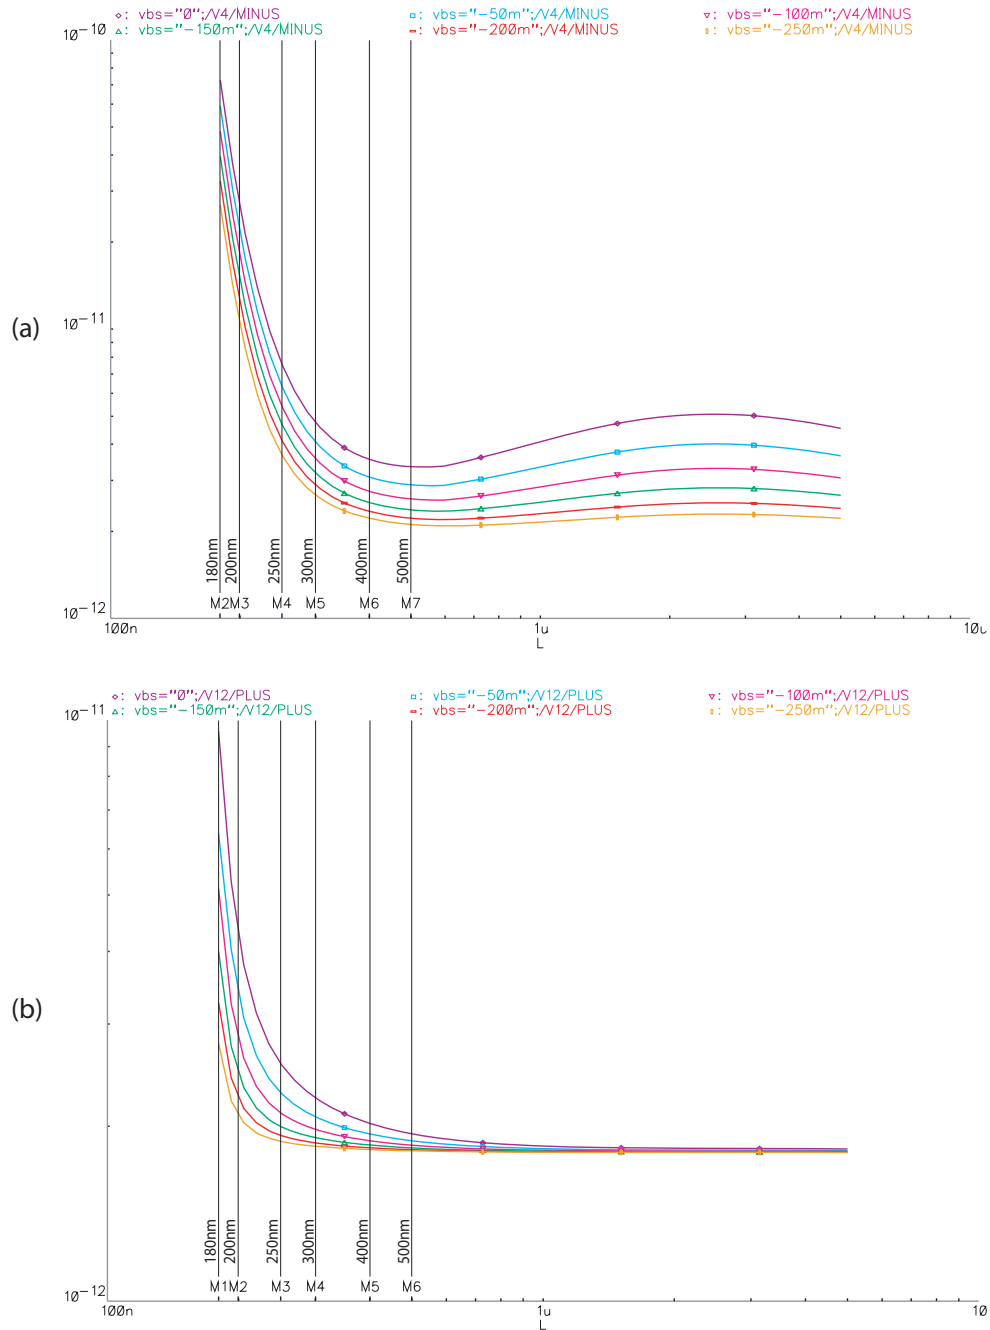 ◇: vbs="0";/V4/MINUS □: vbs="-50m";/V4/MINUS ▽: vbs="-100m";/V4/MINUS
△: vbs="-150m";/V4/MINUS ▭: vbs="-200m";/V4/MINUS ▯: vbs="-250m";/V4/MINUS
10-10
(a)
10-11
180nm
200nm
250nm
300nm
400nm
500nm
M2 M3 M4 M5 M6 M7
10-12
100n 1u 10u
L
◇: vbs="0";/V12/PLUS □: vbs="-50m";/V12/PLUS ▽: vbs="-100m";/V12/PLUS
△: vbs="-150m";/V12/PLUS ▭: vbs="-200m";/V12/PLUS ▯: vbs="-250m";/V12/PLUS
10-11
(b)
180nm
200nm
250nm
300nm
400nm
500nm
M1 M2 M3 M4 M5 M6
10-12
100n 1u 10
L